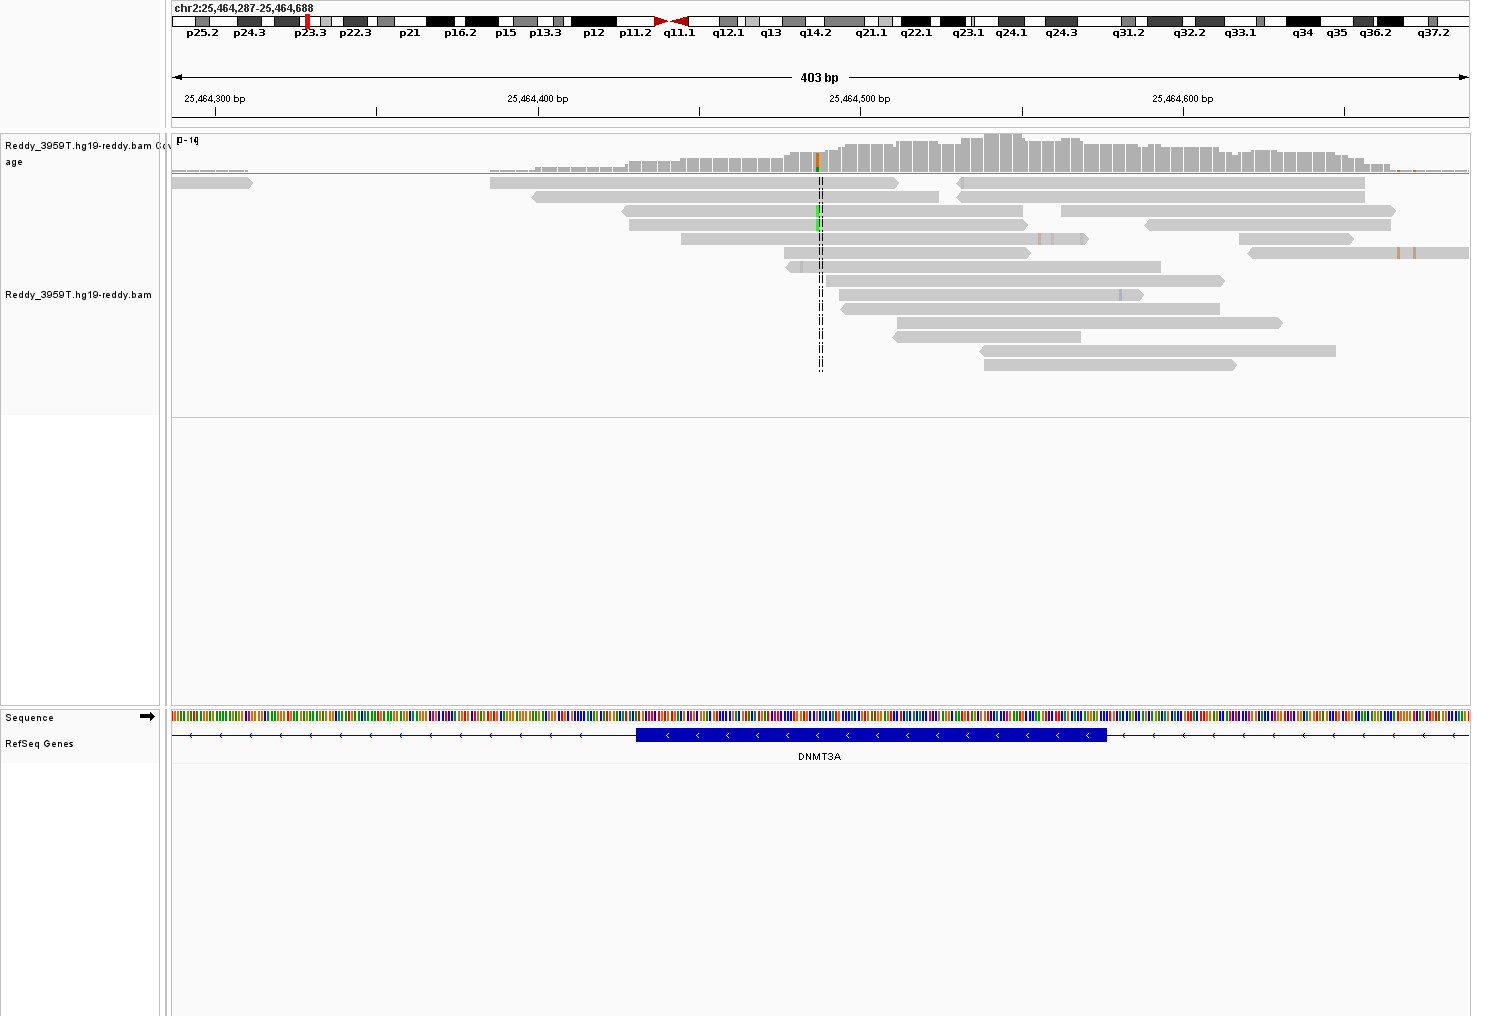 chr2:25,464,287-25,464,688
p25.2 p24.3 p23.3 p22.3 p21 p16.2 p15 p13.3 p12 p11.2 q11.1 q12.1 q13 q14.2 q21.1 q22.1 q23.1 q24.1 q24.3 q31.2 q32.2 q33.1 q34 q35 q36.2 q37.2
403 bp
25,464,300 bp 25,464,400 bp 25,464,500 bp 25,464,600 bp
Reddy_3959T.hg19-reddy.bam Cov
age
[0 - 14]
Reddy_3959T.hg19-reddy.bam
Sequence
RefSeq Genes
DNMT3A